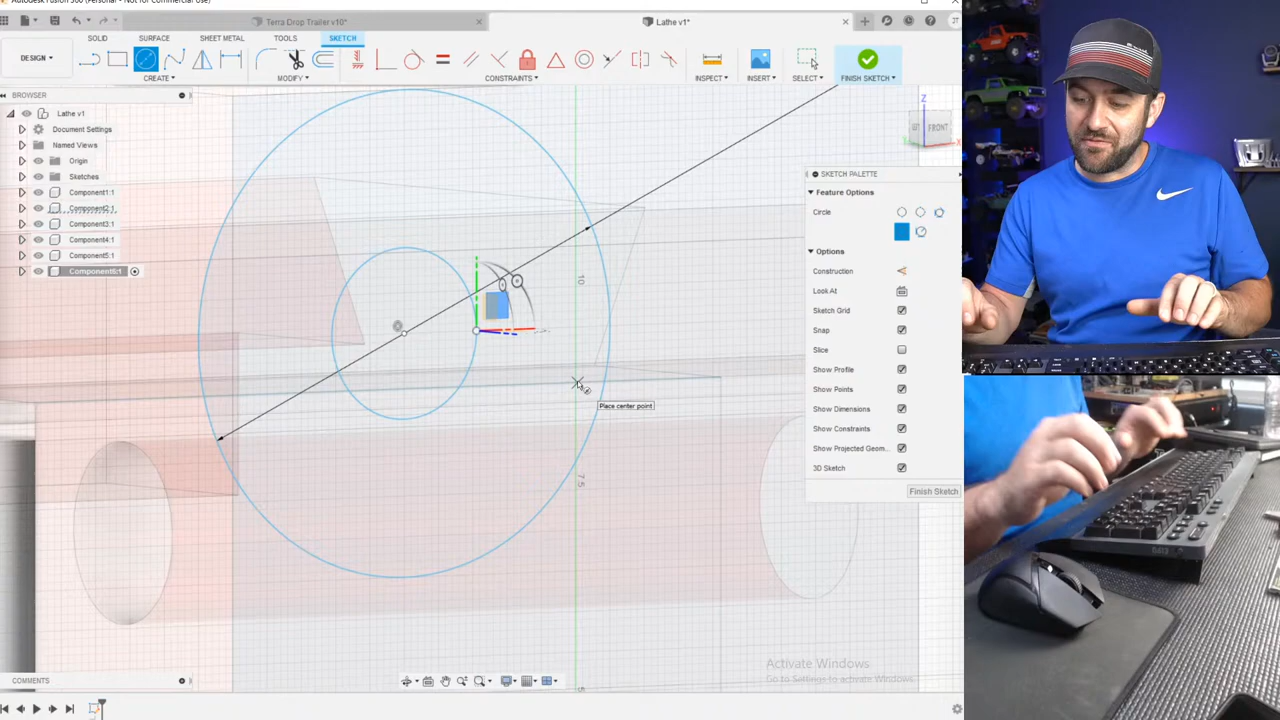 Autodesk Fusion 360 (Personal - Not for Commercial Use)
Terra Drop Trailer v10*
Lathe v1*
DESIGN
SOLID
SURFACE
SHEET METAL
TOOLS
SKETCH
CREATE
MODIFY
CONSTRAINTS
INSPECT
INSERT
SELECT
FINISH SKETCH
BROWSER
Lathe v1
Document Settings
Named Views
Origin
Sketches
Component1:1
Component2:1
Component3:1
Component4:1
Component5:1
Component6:1
Z
FRONT
X
10
7.5
5
Place center point
SKETCH PALETTE
Feature Options
Circle
Options
Construction
Look At
Sketch Grid
Snap
Slice
Show Profile
Show Points
Show Dimensions
Show Constraints
Show Projected Geom...
3D Sketch
Finish Sketch
Activate Windows
Go to Settings to activate Windows.
COMMENTS